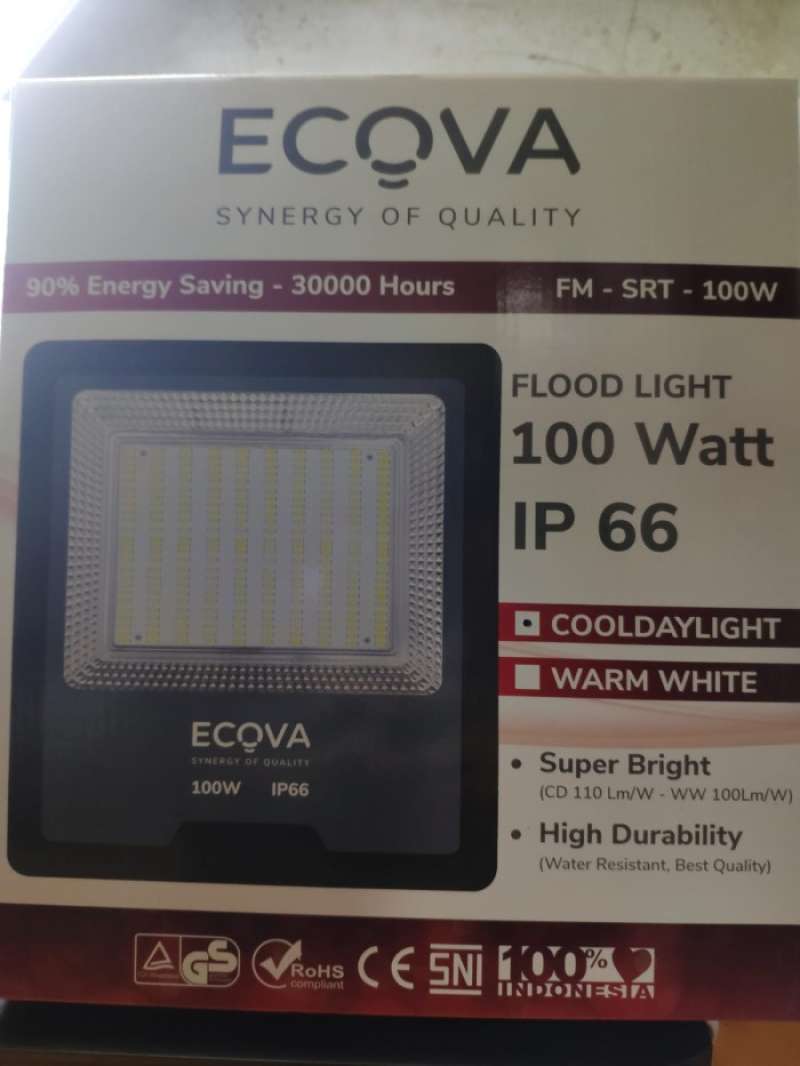 ECOVA
SYNERGY OF QUALITY
90% Energy Saving - 30000 Hours
FM - SRT - 100W
FLOOD LIGHT
100 Watt
IP 66
COOLDAYLIGHT
WARM WHITE
ECOVA
SYNERGY OF QUALITY
100W IP66
• Super Bright
(CD 110 Lm/W - WW 100Lm/W)
• High Durability
(Water Resistant, Best Quality)
GS
RoHS
compliant
CE
SNI
100%
INDONESIA